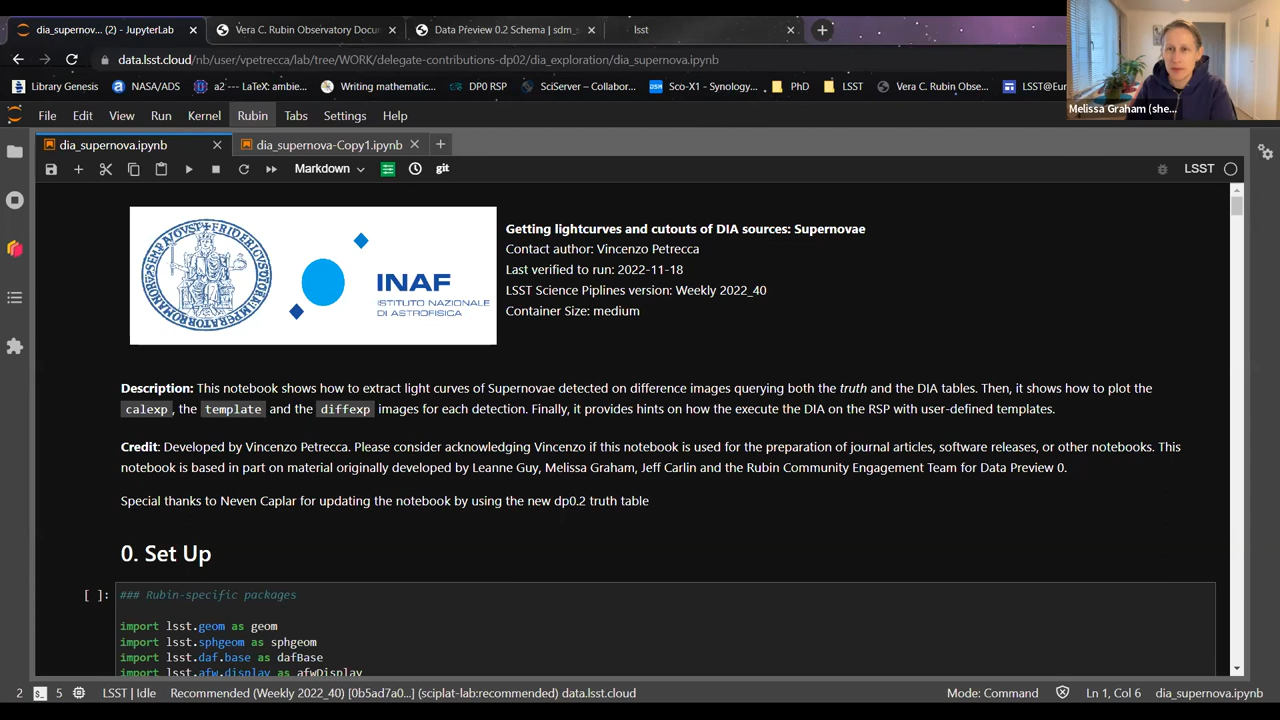 dia_supernov... (2) - JupyterLab
Vera C. Rubin Observatory Docu
Data Preview 0.2 Schema | sdm_s
lsst
data.lsst.cloud/nb/user/vpetrecca/lab/tree/WORK/delegate-contributions-dp02/dia_exploration/dia_supernova.ipynb
Library Genesis
NASA/ADS
a2 --- LaTeX: ambie...
Writing mathematic...
DP0 RSP
SciServer – Collabor...
Sco-X1 - Synology...
PhD
LSST
Vera C. Rubin Obse...
LSST@Eur
Melissa Graham (she...
File Edit View Run Kernel Rubin Tabs Settings Help
dia_supernova.ipynb
dia_supernova-Copy1.ipynb
Markdown
git
LSST
SEAL
INAF
ISTITUTO NAZIONALE
DI ASTROFISICA
Getting lightcurves and cutouts of DIA sources: Supernovae
Contact author: Vincenzo Petrecca
Last verified to run: 2022-11-18
LSST Science Piplines version: Weekly 2022_40
Container Size: medium
Description: This notebook shows how to extract light curves of Supernovae detected on difference images querying both the truth and the DIA tables. Then, it shows how to plot the
calexp, the template and the diffexp images for each detection. Finally, it provides hints on how the execute the DIA on the RSP with user-defined templates.
Credit: Developed by Vincenzo Petrecca. Please consider acknowledging Vincenzo if this notebook is used for the preparation of journal articles, software releases, or other notebooks. This
notebook is based in part on material originally developed by Leanne Guy, Melissa Graham, Jeff Carlin and the Rubin Community Engagement Team for Data Preview 0.
Special thanks to Neven Caplar for updating the notebook by using the new dp0.2 truth table
0. Set Up
[ ]:
### Rubin-specific packages
import lsst.geom as geom
import lsst.sphgeom as sphgeom
import lsst.daf.base as dafBase
import lsst.afw.display as afwDisplay
2 $_ 5 LSST | Idle Recommended (Weekly 2022_40) [0b5ad7a0...] (sciplat-lab:recommended) data.lsst.cloud Mode: Command Ln 1, Col 6 dia_supernova.ipynb